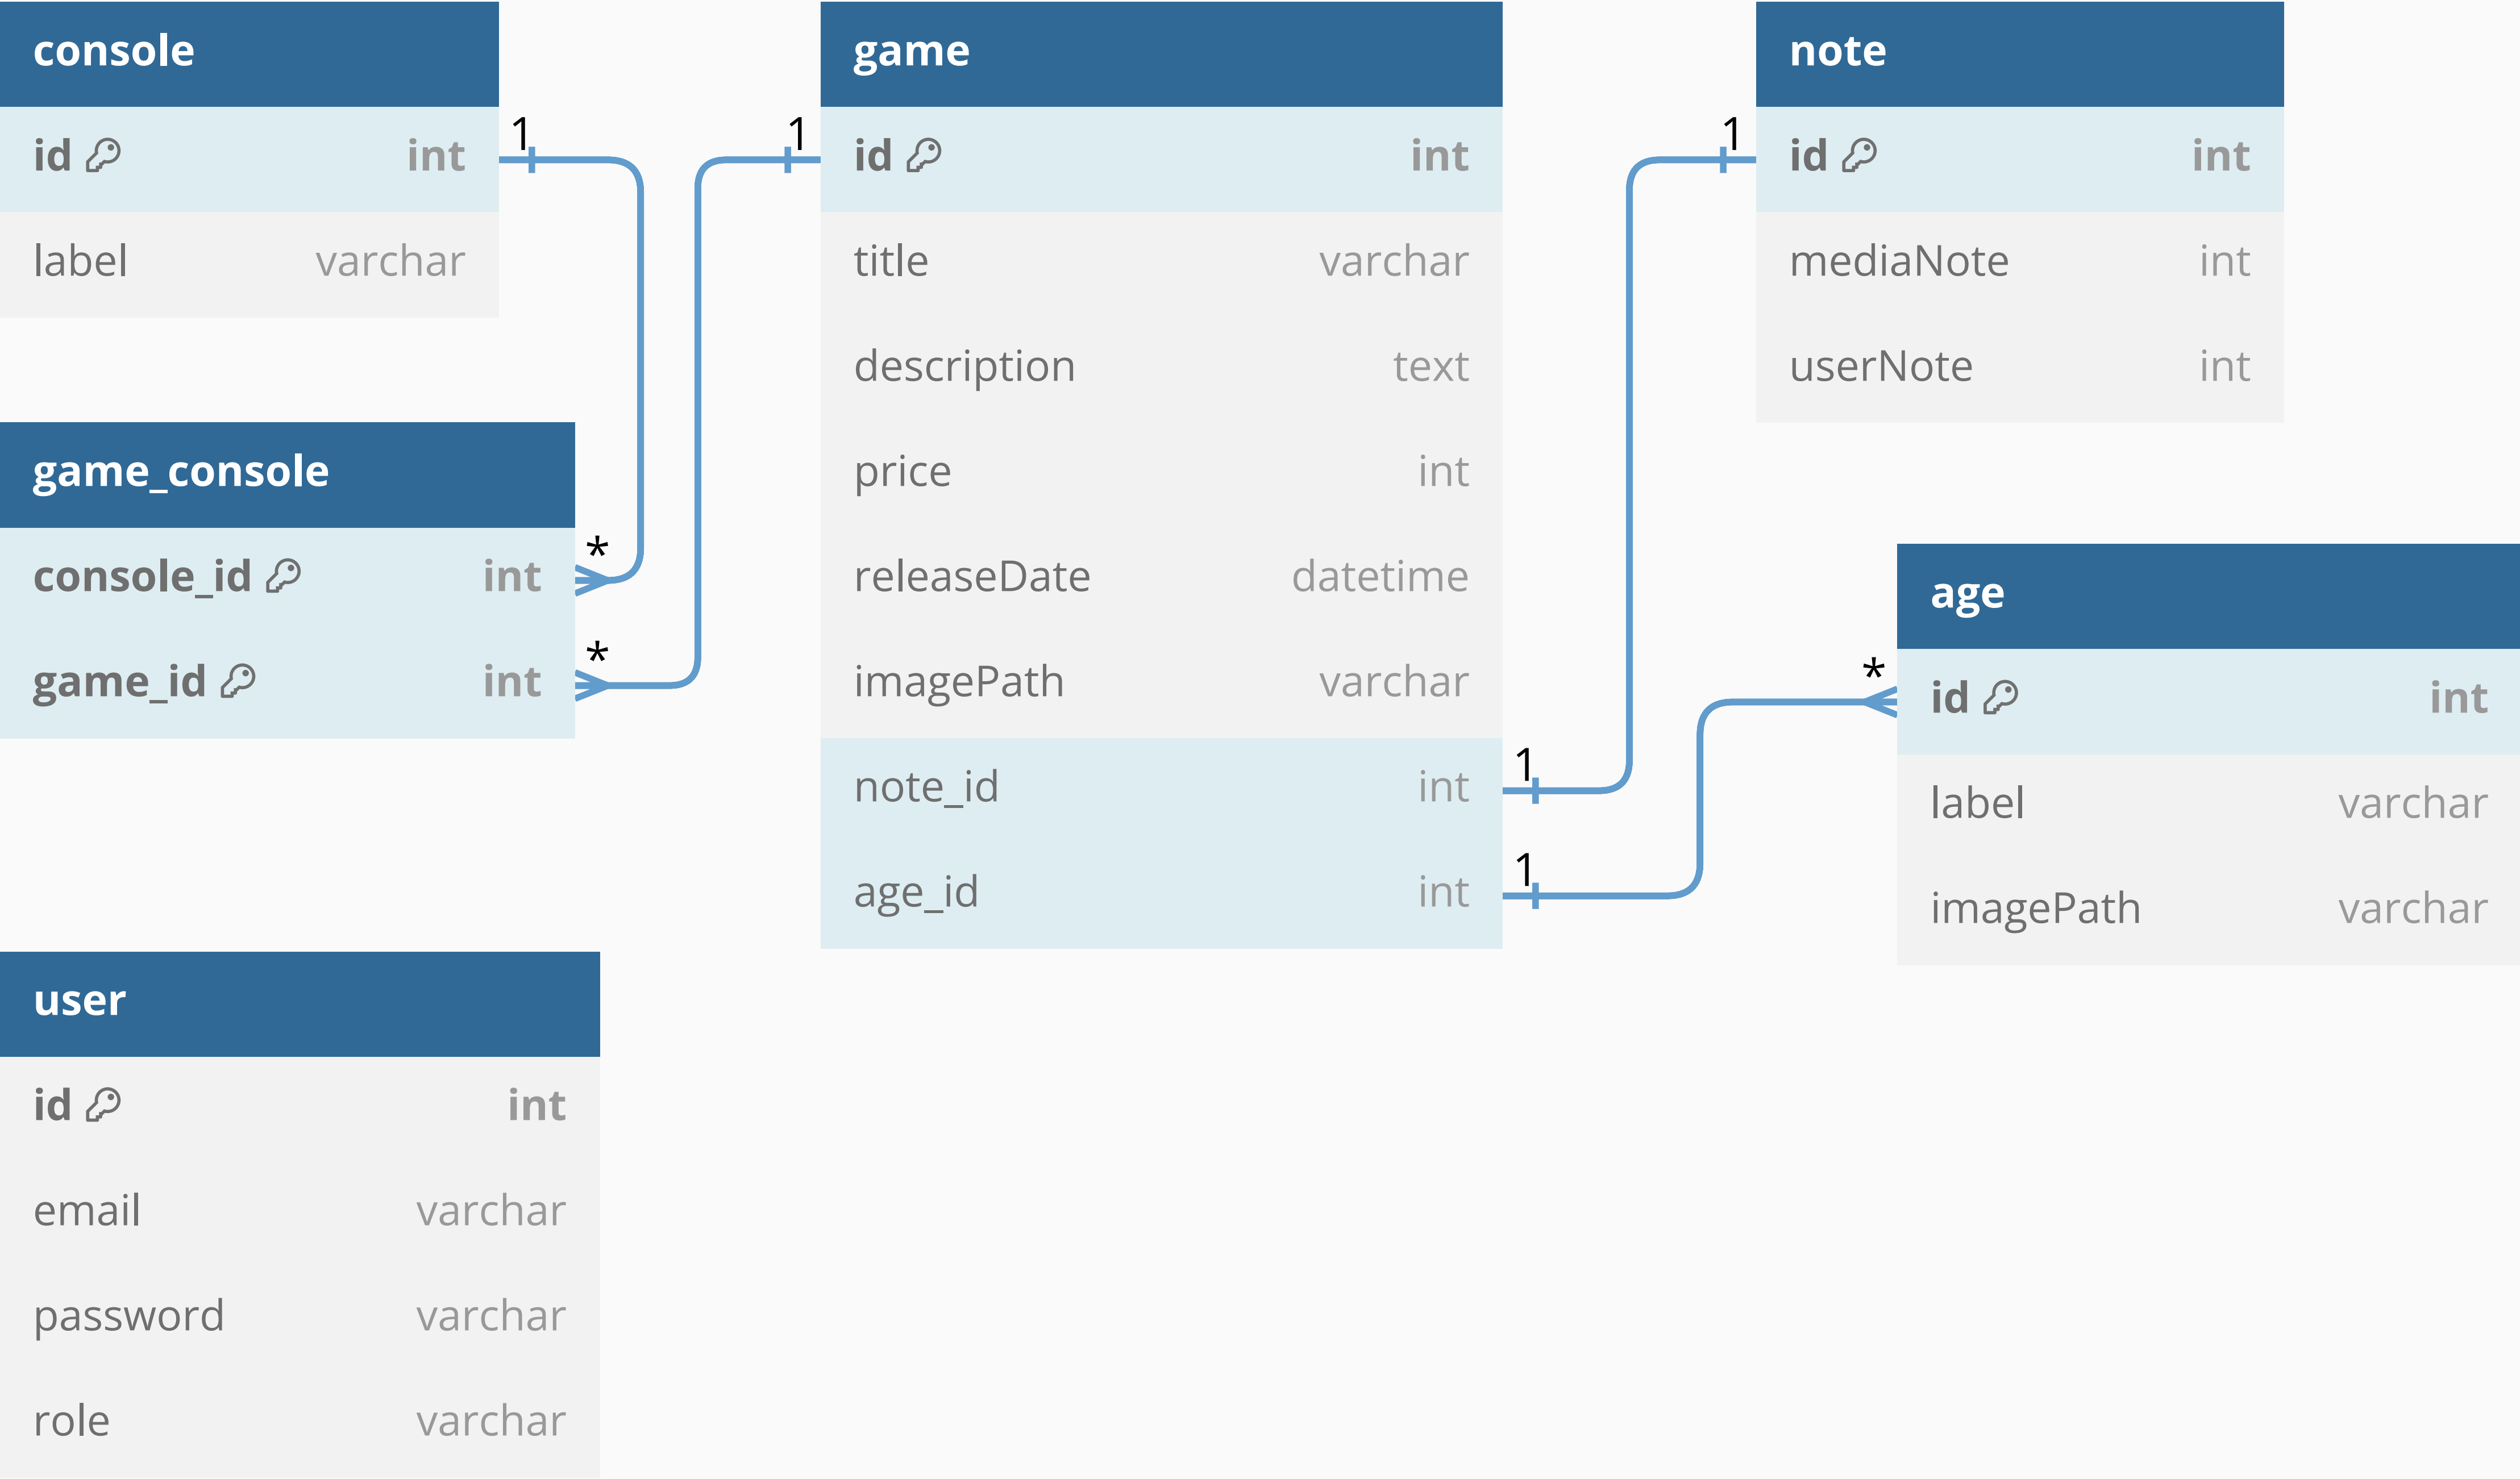 console
id int
label varchar
1
game_console
console_id int
*
game_id int
*
user
id int
email varchar
password varchar
role varchar
game
1
id int
title varchar
description text
price int
releaseDate datetime
imagePath varchar
note_id int
1
age_id int
1
note
1
id int
mediaNote int
userNote int
age
*
id int
label varchar
imagePath varchar